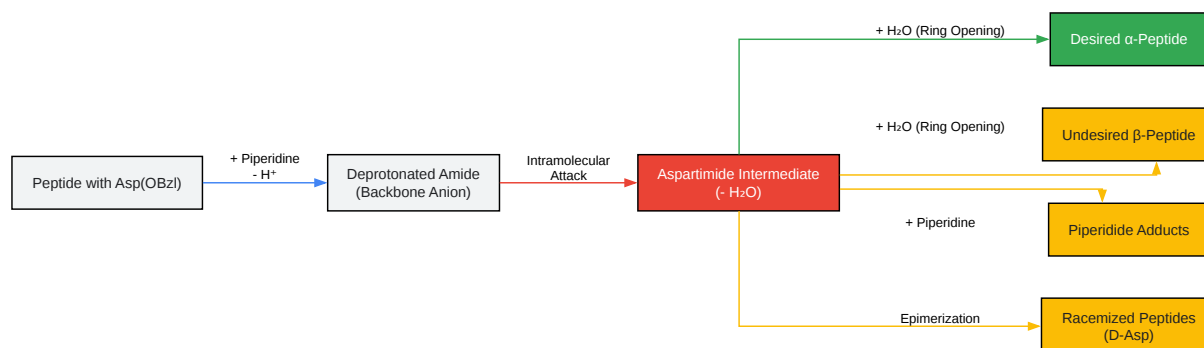 Peptide with Asp(OBzl)
+ Piperidine
- H⁺
Deprotonated Amide
(Backbone Anion)
Intramolecular
Attack
Aspartimide Intermediate
(- H₂O)
+ H₂O (Ring Opening)
Desired α-Peptide
+ H₂O (Ring Opening)
Undesired β-Peptide
+ Piperidine
Piperidide Adducts
Epimerization
Racemized Peptides
(D-Asp)